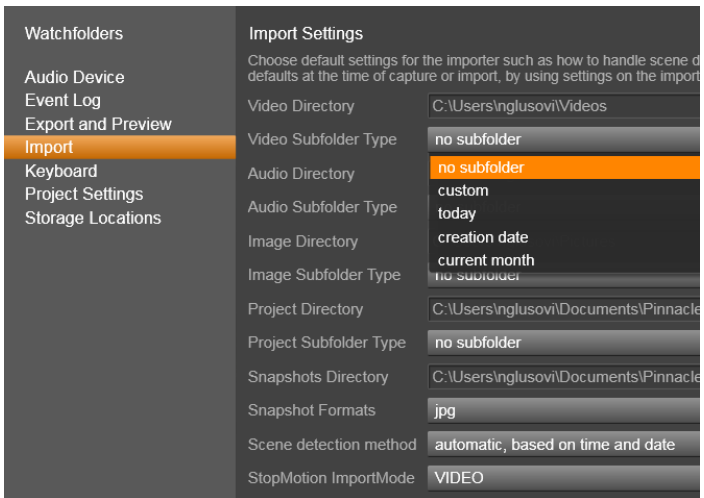 Watchfolders
Audio Device
Event Log
Export and Preview
Import
Keyboard
Project Settings
Storage Locations
Import Settings
Choose default settings for the importer such as how to handle scene d
defaults at the time of capture or import, by using settings on the import
Video Directory C:\Users\nglusovi\Videos
Video Subfolder Type no subfolder
no subfolder
custom
today
creation date
current month
Audio Directory
Audio Subfolder Type
Image Directory
Image Subfolder Type no subfolder
Project Directory C:\Users\nglusovi\Documents\Pinnacle
Project Subfolder Type no subfolder
Snapshots Directory C:\Users\nglusovi\Documents\Pinnacle
Snapshot Formats jpg
Scene detection method automatic, based on time and date
StopMotion ImportMode VIDEO